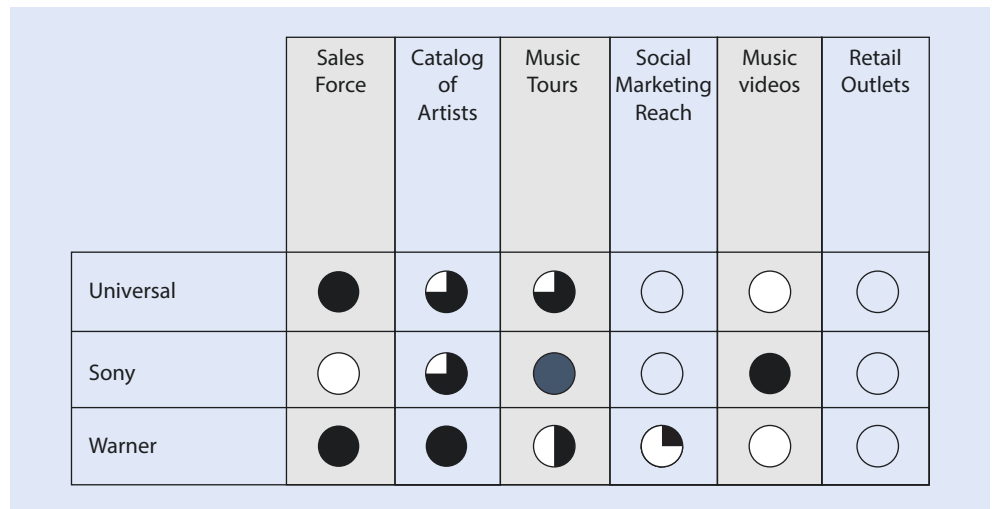 Sales
Force
Catalog
of
Artists
Music
Tours
Social
Marketing
Reach
Music
videos
Retail
Outlets
Universal
Sony
Warner